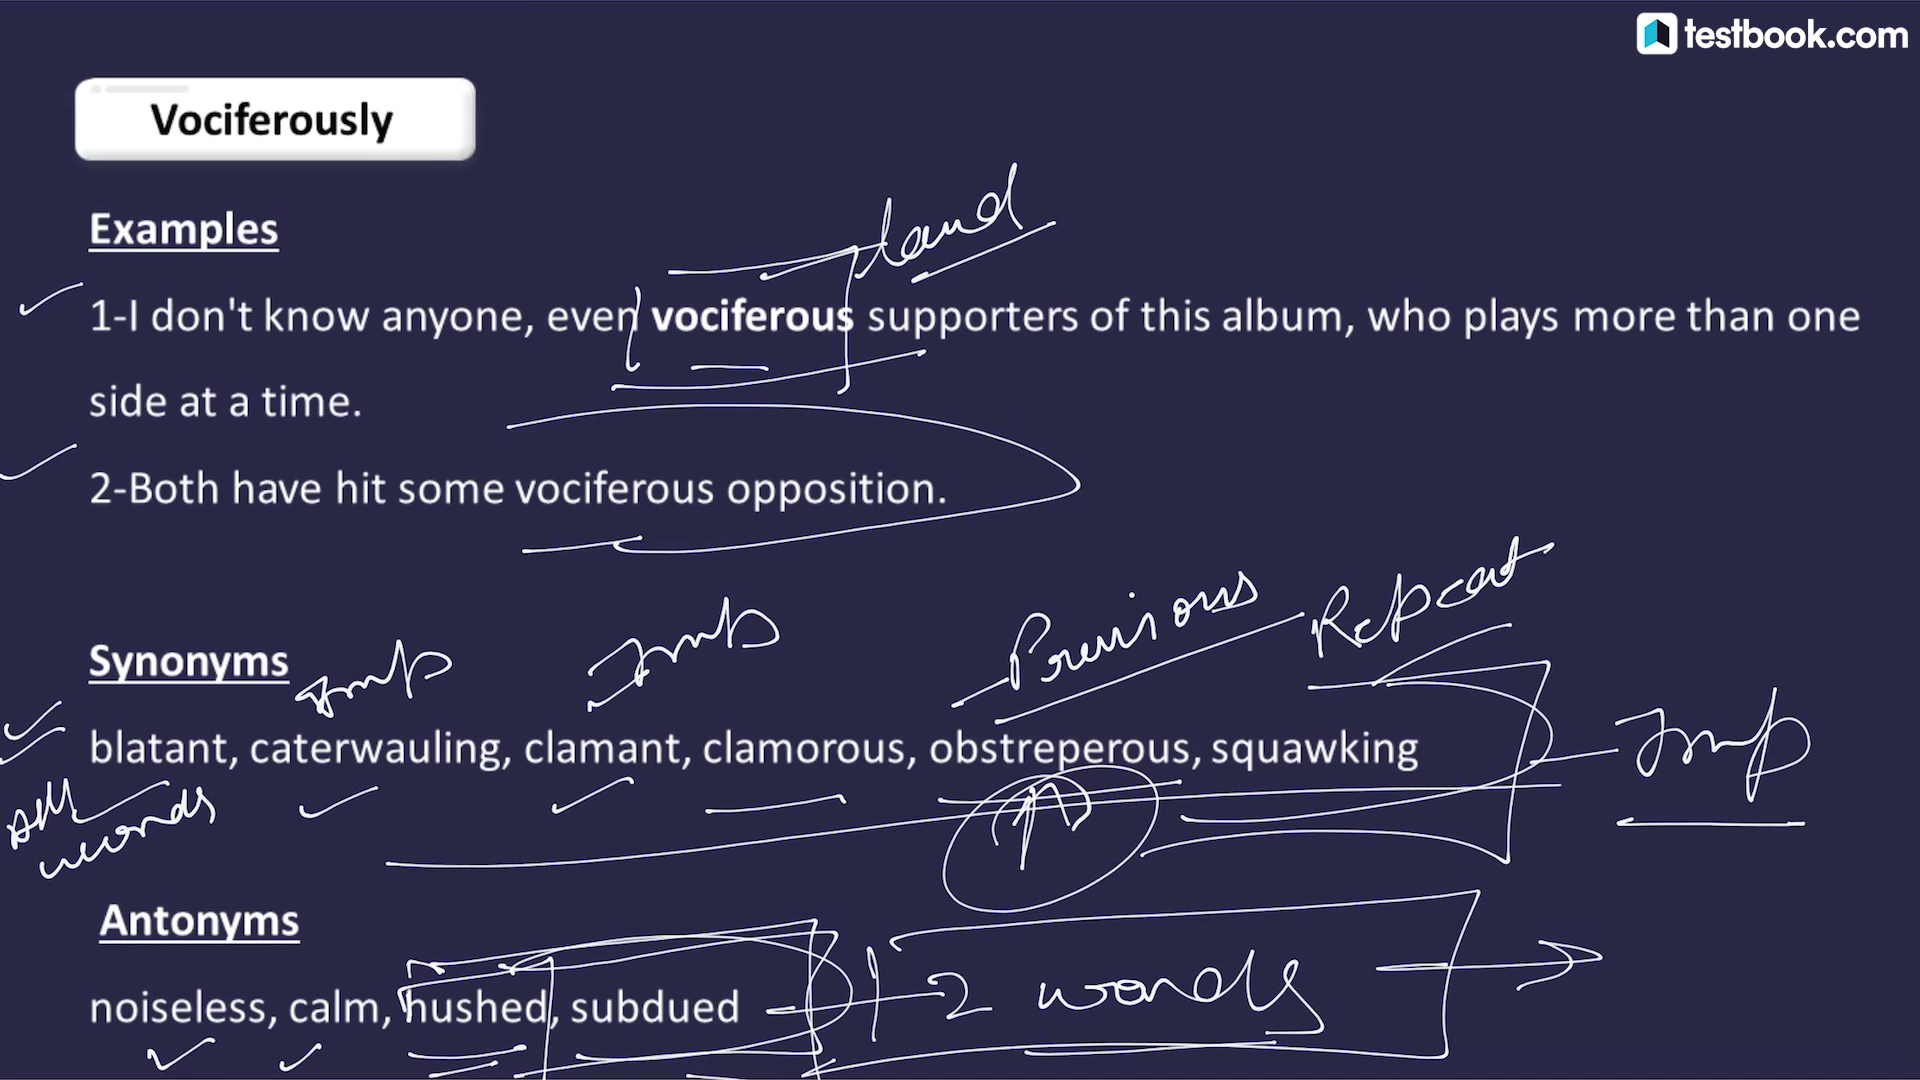 testbook.com
Vociferously
Examples
loud
1-I don't know anyone, even vociferous supporters of this album, who plays more than one
side at a time.
2-Both have hit some vociferous opposition.
Synonyms
Imp Imp Previous Repeat
blatant, caterwauling, clamant, clamorous, obstreperous, squawking
Imp
All
words
Antonyms
noiseless, calm, hushed, subdued
2 words